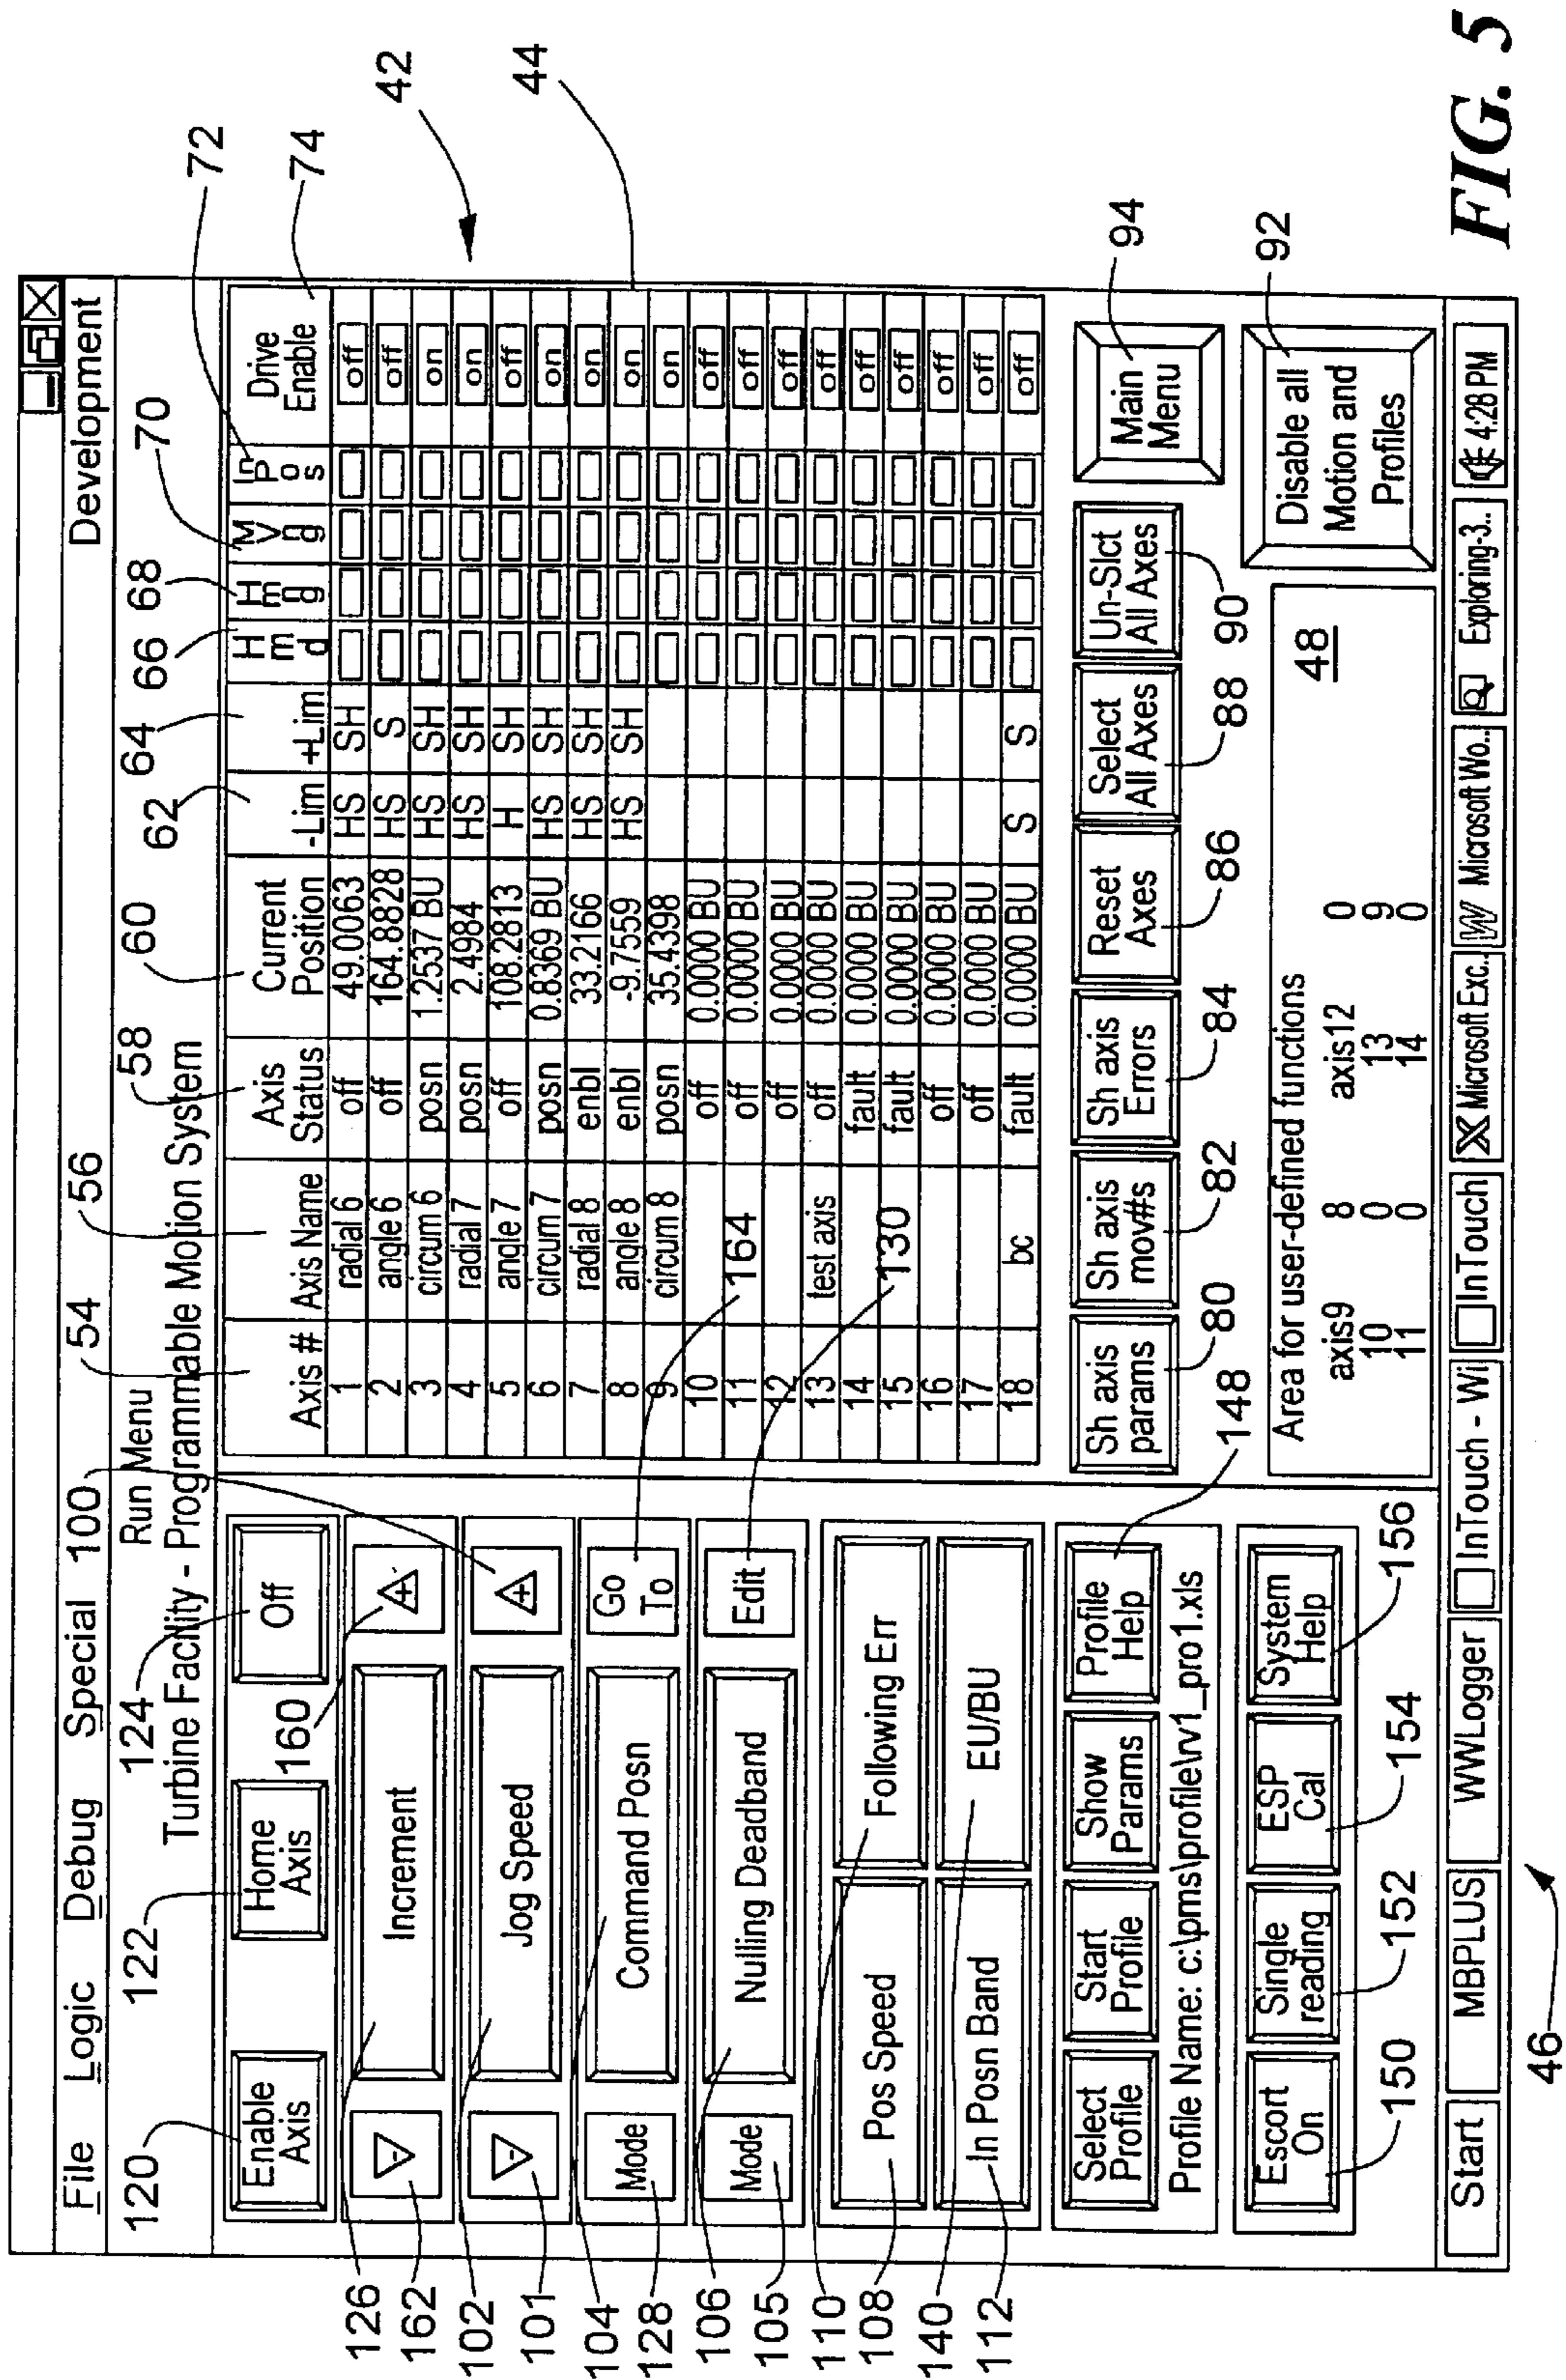 File Logic Debug Special Development
Run Menu
Turbine Facility - Programmable Motion System
120
122
124
100
54
56
58
60
62
64
66
68
70
72
74
42
44
Enable Axis
Home Axis
Off
160
Increment
Jog Speed
Mode
Command Posn
Go To
Mode
Nulling Deadband
Edit
Pos Speed
Following Err
In Posn Band
EU/BU
Select Profile
Start Profile
Show Params
Profile Help
Profile Name: c:\pms\profile\rv1_pro1.xls
Escort On
Single reading
ESP Cal
System Help
126
162
102
101
104
128
106
105
110
108
140
112
148
150
152
154
156
164
130
Axis # Axis Name Axis Status Current Position -Lim +Lim Hmd Hmg Mvng In Pos Drive Enable
1 radial 6 off 49.0063 HS SH off
2 angle 6 off 164.8828 HS S off
3 circum 6 posn 1.2537 BU HS SH on
4 radial 7 posn 2.4984 HS SH on
5 angle 7 off 108.2813 H SH off
6 circum 7 posn 0.8369 BU HS SH on
7 radial 8 enbl 33.2166 HS SH on
8 angle 8 enbl -9.7559 HS SH on
9 circum 8 posn 35.4398 on
10 off 0.0000 BU off
11 off 0.0000 BU off
12 off 0.0000 BU off
13 test axis off 0.0000 BU off
14 fault 0.0000 BU off
15 fault 0.0000 BU off
16 off 0.0000 BU off
17 off 0.0000 BU off
18 bc fault 0.0000 BU S S off
Sh axis params
Sh axis mov#s
Sh axis Errors
Reset Axes
Select All Axes
Un-Slct All Axes
Main Menu
80
82
84
86
88
90
94
Area for user-defined functions
axis9 8 axis12 0
10 0 13 9
11 0 14 0
48
Disable all Motion and Profiles
92
Start MBPLUS WWLogger InTouch - Wi InTouch Microsoft Exc.. Microsoft Wo.. Exploring-3.. 4:28 PM
46
FIG. 5